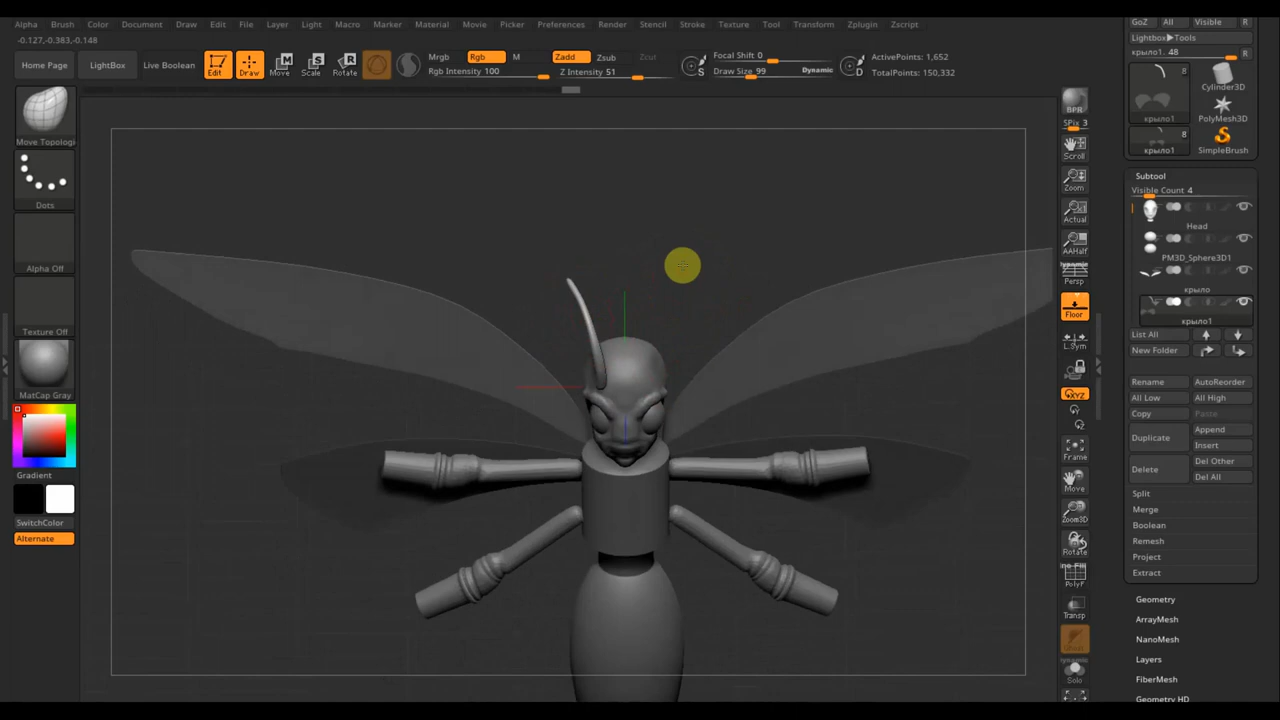 Alpha Brush Color Document Draw Edit File Layer Light Macro Marker Material Movie Picker Preferences Render Stencil Stroke Texture Tool Transform Zplugin Zscript
-0.127,-0.383,-0.148
Home Page LightBox Live Boolean Edit Draw Move Scale Rotate
Mrgb Rgb M Zadd Zsub Zcut
Rgb Intensity 100 Z Intensity 51
S
Focal Shift 0
Draw Size 99 Dynamic
D
ActivePoints: 1,652
TotalPoints: 150,332
Move Topologi
Dots
Alpha Off
Texture Off
MatCap Gray
Gradient
SwitchColor
Alternate
BPR
SPix 3
Scroll
Zoom
Actual
AAHalf
Dynamic
Persp
Floor
L.Sym
XYZ
Frame
Move
Zoom3D
Rotate
PolyF
Transp
Solo
GoZ All Visible R
Lightbox▶Tools
крыло1. 48 R
8
крыло1
Cylinder3D
PolyMesh3D
8
крыло1
SimpleBrush
Subtool
Visible Count 4
Head
PM3D_Sphere3D1
крыло
крыло1
List All
New Folder
Rename AutoReorder
All Low All High
Copy Paste
Duplicate Append
Insert
Delete Del Other
Del All
Split
Merge
Boolean
Remesh
Project
Extract
Geometry
ArrayMesh
NanoMesh
Layers
FiberMesh
Geometry HD